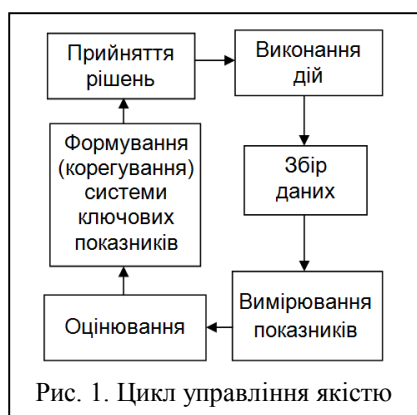 Прийняття
рішень
Виконання
дій
Формування
(корегування)
системи
ключових
показників
Збір
даних
Оцінювання
Вимірювання
показників
Рис. 1. Цикл управління якістю